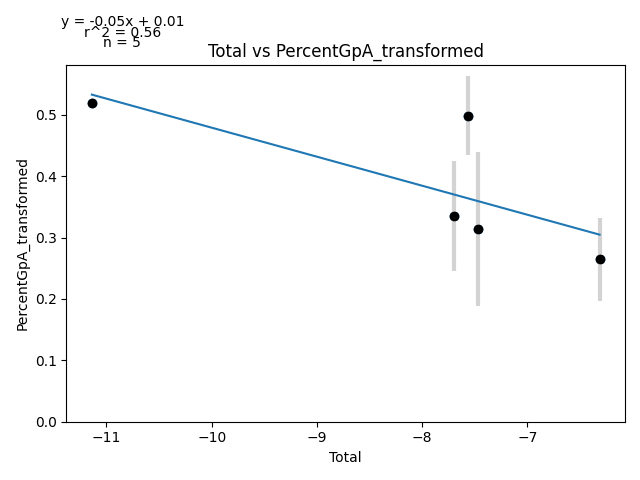 y = -0.05x + 0.01
r^2 = 0.56
n = 5
Total vs PercentGpA_transformed
PercentGpA_transformed
0.5
0.4
0.3
0.2
0.1
0.0
−11
−10
−9
−8
−7
Total